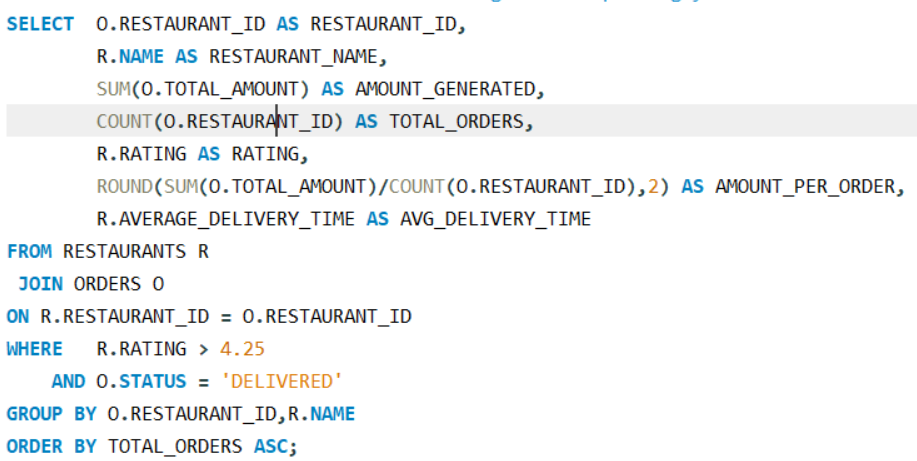 SELECT  O.RESTAURANT_ID AS RESTAURANT_ID,
        R.NAME AS RESTAURANT_NAME,
        SUM(O.TOTAL_AMOUNT) AS AMOUNT_GENERATED,
        COUNT(O.RESTAURANT_ID) AS TOTAL_ORDERS,
        R.RATING AS RATING,
        ROUND(SUM(O.TOTAL_AMOUNT)/COUNT(O.RESTAURANT_ID),2) AS AMOUNT_PER_ORDER,
        R.AVERAGE_DELIVERY_TIME AS AVG_DELIVERY_TIME
FROM RESTAURANTS R
 JOIN ORDERS O
ON R.RESTAURANT_ID = O.RESTAURANT_ID
WHERE   R.RATING > 4.25
    AND O.STATUS = 'DELIVERED'
GROUP BY O.RESTAURANT_ID,R.NAME
ORDER BY TOTAL_ORDERS ASC;